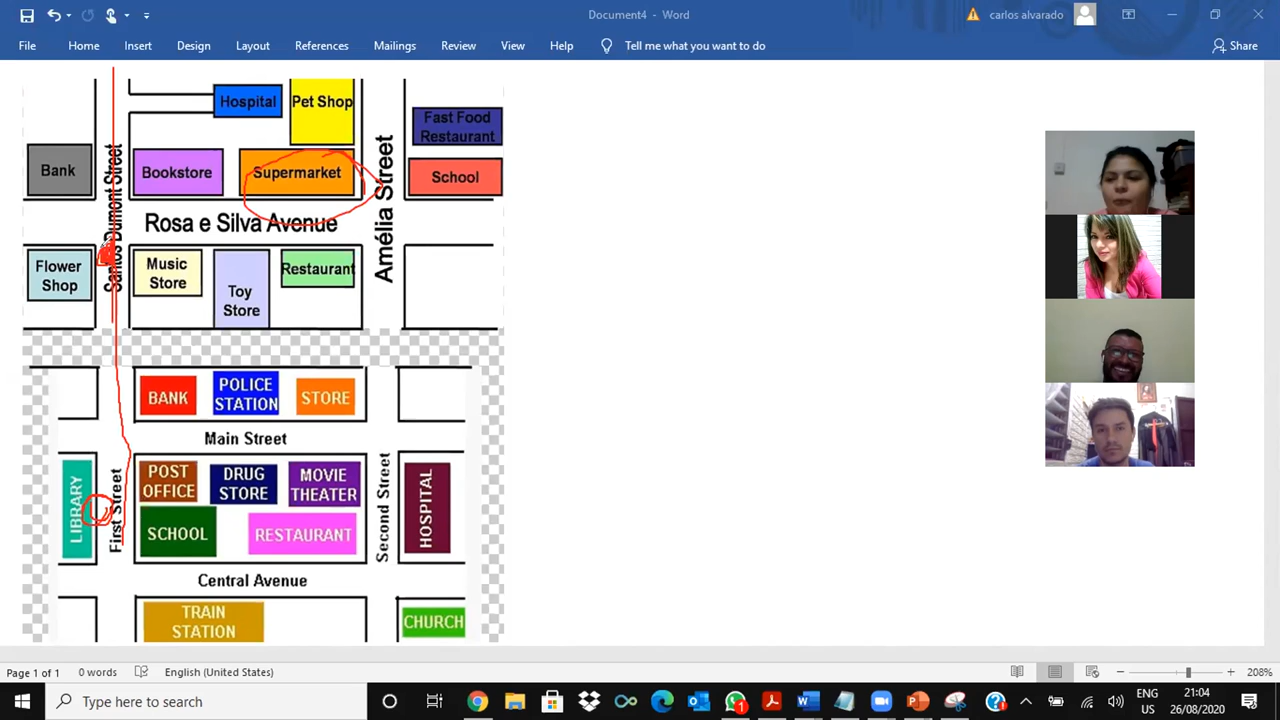 Document4 - Word
carlos alvarado
File Home Insert Design Layout References Mailings Review View Help Tell me what you want to do Share
Hospital
Pet Shop
Fast Food
Restaurant
Bank
Santos Dumont Street
Bookstore
Supermarket
Amélia Street
School
Rosa e Silva Avenue
Flower
Shop
Music
Store
Toy
Store
Restaurant
BANK
POLICE
STATION
STORE
Main Street
LIBRARY
First Street
POST
OFFICE
DRUG
STORE
MOVIE
THEATER
Second Street
HOSPITAL
SCHOOL
RESTAURANT
Central Avenue
TRAIN
STATION
CHURCH
Page 1 of 1 0 words English (United States) 208%
Type here to search
1
ENG
US
21:04
26/08/2020